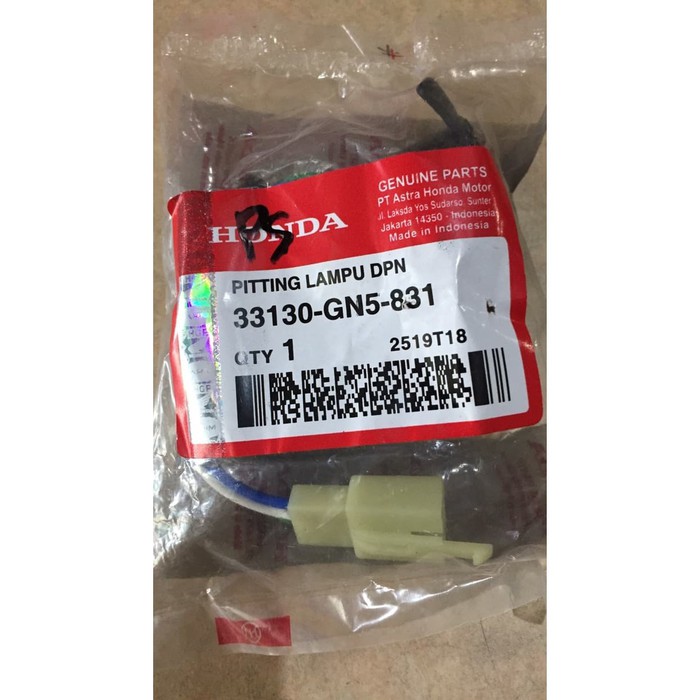 GENUINE PARTS
PT Astra Honda Motor
Jl. Laksda Yos Sudarso, Sunter
Jakarta 14350 - Indonesia
Made in Indonesia
HONDA
PS
PITTING LAMPU DPN
33130-GN5-831
QTY 1
2519T18